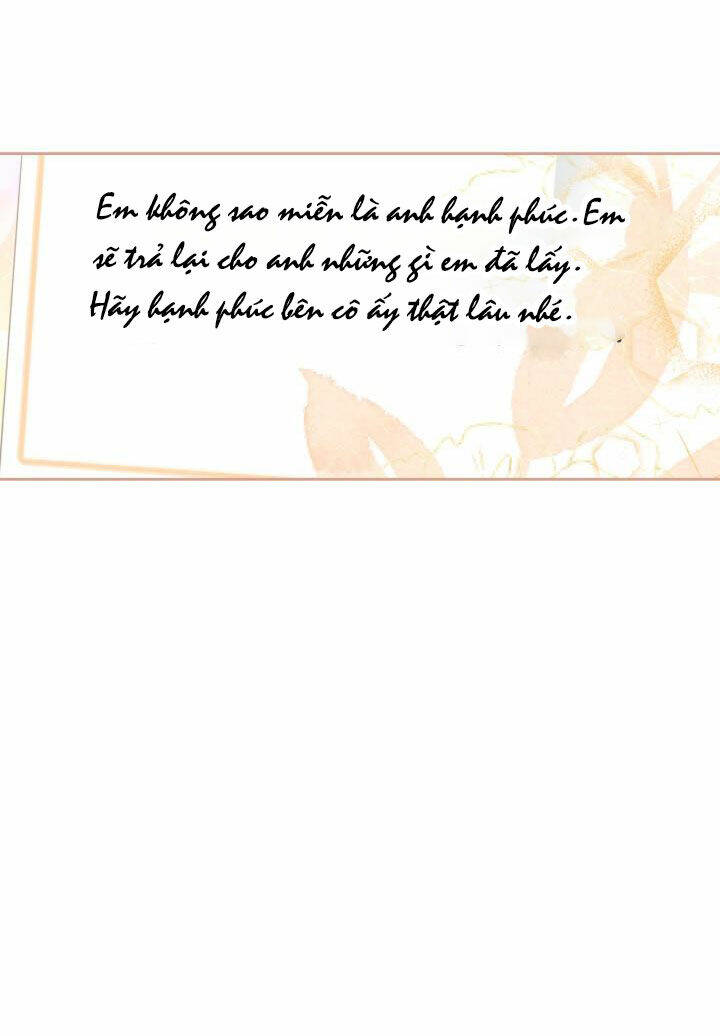 Em không sao miễn là anh hạnh phúc. Em
sẽ trả lại cho anh những gì em đã lấy.
Hãy hạnh phúc bên cô ấy thật lâu nhé.